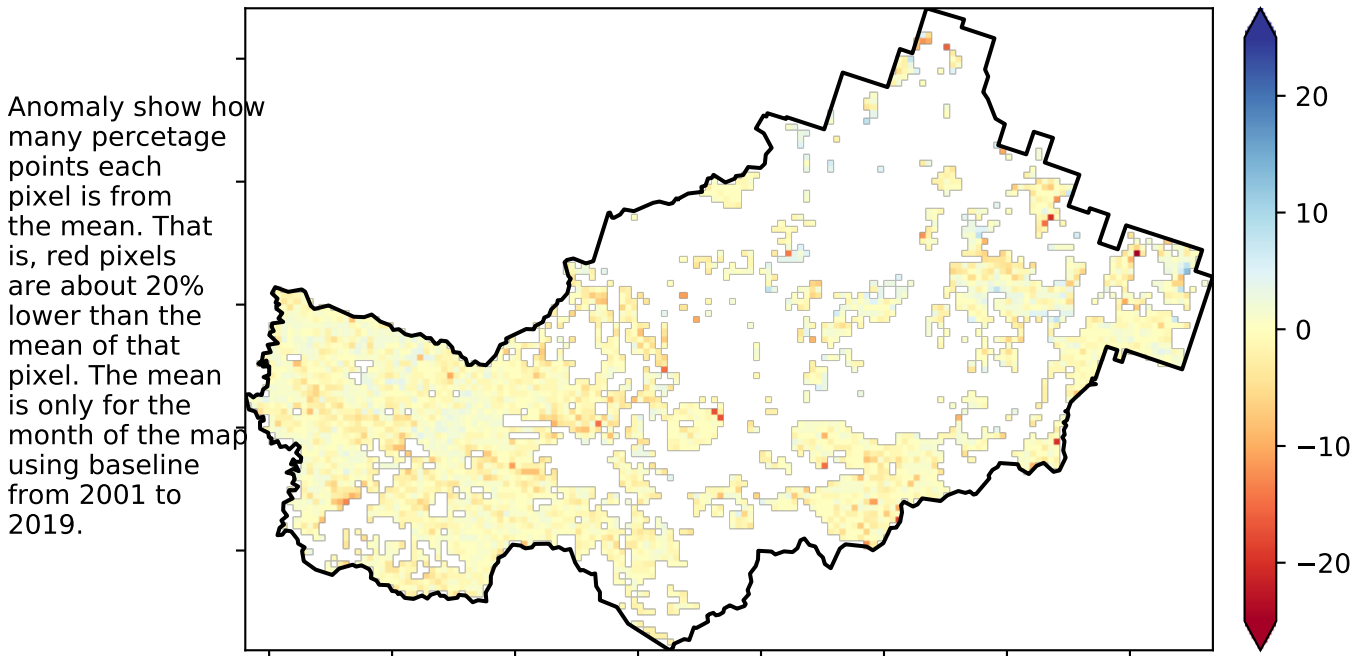 Anomaly show how
many percetage
points each
pixel is from
the mean. That
is, red pixels
are about 20%
lower than the
mean of that
pixel. The mean
is only for the
month of the map
using baseline
from 2001 to
2019.
20
10
0
−10
−20